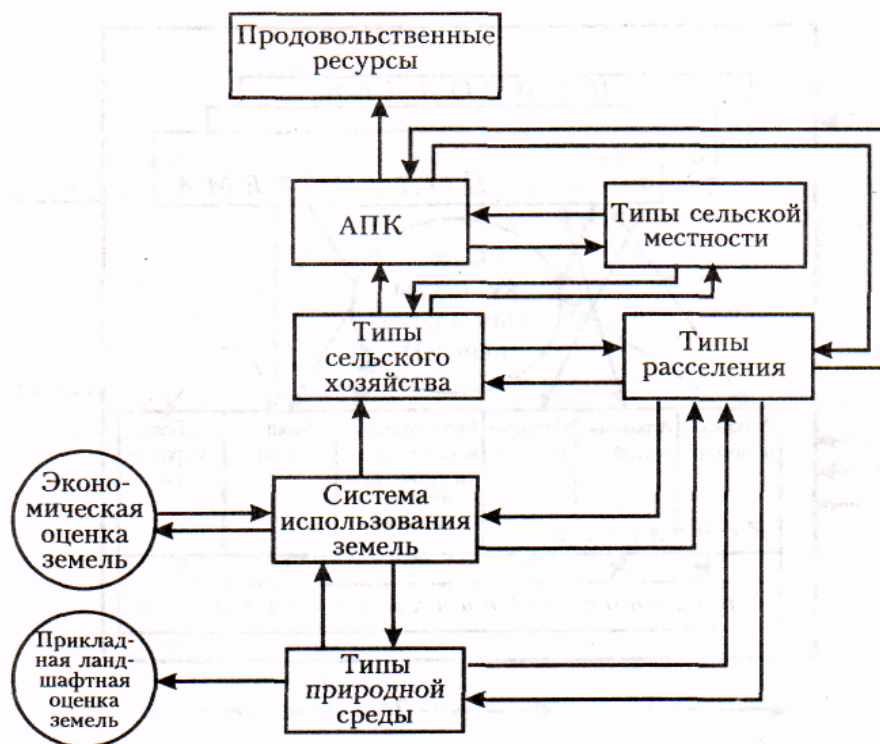 Продовольственные
ресурсы
АПК
Типы сельской
местности
Типы
сельского
хозяйства
Типы
расселения
Эконо-
мическая
оценка
земель
Система
использования
земель
Приклад-
ная ланд-
шафтная
оценка
земель
Типы
природной
среды